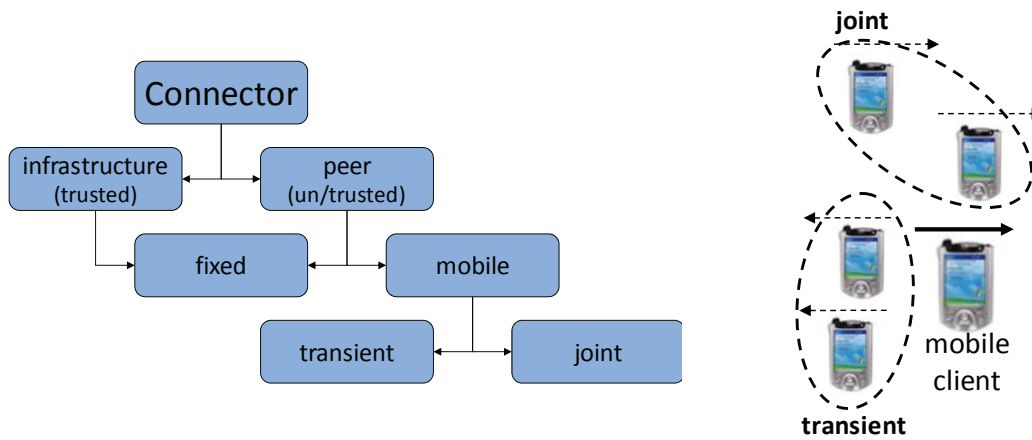 Connector
infrastructure
(trusted)
peer
(un/trusted)
fixed
mobile
transient
joint
joint
mobile
client
transient